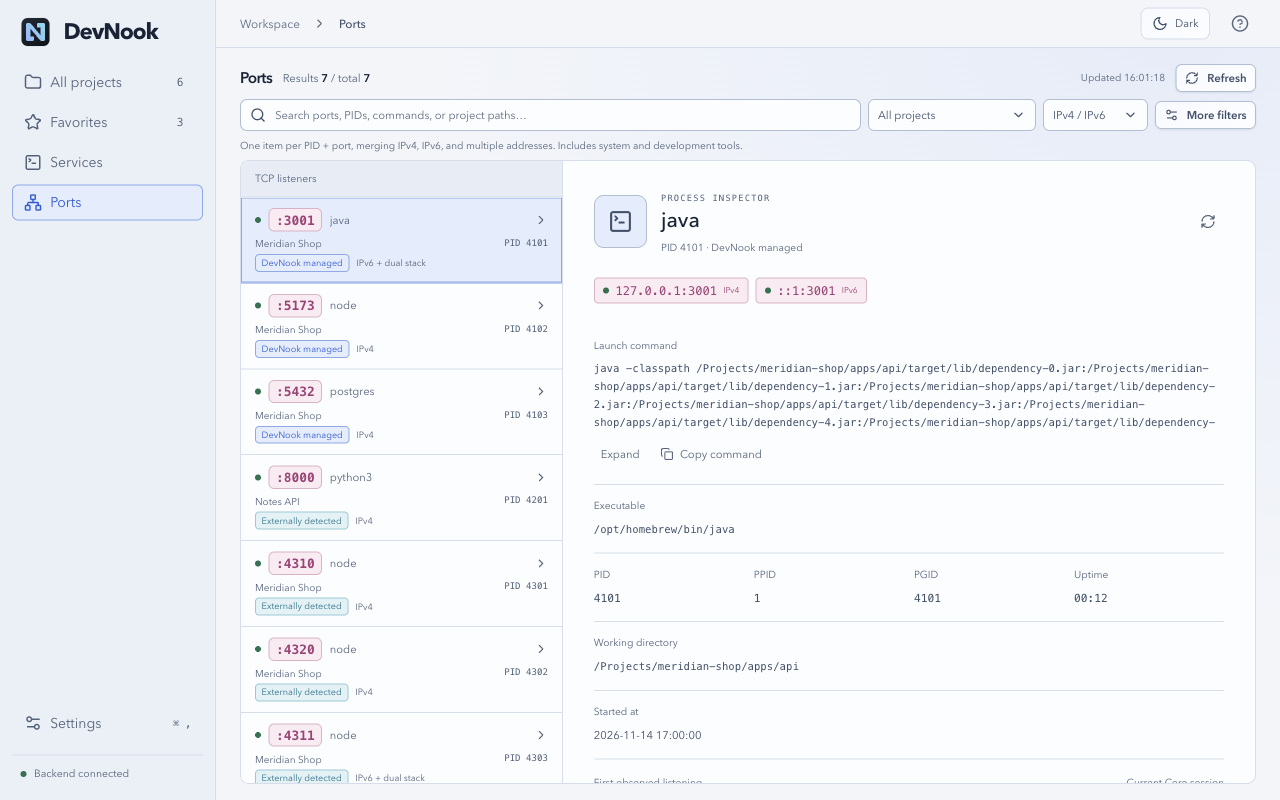 DevNook
All projects 6
Favorites 3
Services
Ports
Settings ⌘ ,
Backend connected
Workspace > Ports
Dark
Ports Results 7 / total 7
Updated 16:01:18
Refresh
Search ports, PIDs, commands, or project paths...
All projects
IPv4 / IPv6
More filters
One item per PID + port, merging IPv4, IPv6, and multiple addresses. Includes system and development tools.
TCP listeners
:3001 java
Meridian Shop PID 4101
DevNook managed IPv6 + dual stack
:5173 node
Meridian Shop PID 4102
DevNook managed IPv4
:5432 postgres
Meridian Shop PID 4103
DevNook managed IPv4
:8000 python3
Notes API PID 4201
Externally detected IPv4
:4310 node
Meridian Shop PID 4301
Externally detected IPv4
:4320 node
Meridian Shop PID 4302
Externally detected IPv4
:4311 node
Meridian Shop PID 4303
Externally detected IPv6 + dual stack
PROCESS INSPECTOR
java
PID 4101 · DevNook managed
127.0.0.1:3001 IPv4
::1:3001 IPv6
Launch command
java -classpath /Projects/meridian-shop/apps/api/target/lib/dependency-0.jar:/Projects/meridian-
shop/apps/api/target/lib/dependency-1.jar:/Projects/meridian-shop/apps/api/target/lib/dependency-
2.jar:/Projects/meridian-shop/apps/api/target/lib/dependency-3.jar:/Projects/meridian-
shop/apps/api/target/lib/dependency-4.jar:/Projects/meridian-shop/apps/api/target/lib/dependency-
Expand Copy command
Executable
/opt/homebrew/bin/java
PID PPID PGID Uptime
4101 1 4101 00:12
Working directory
/Projects/meridian-shop/apps/api
Started at
2026-11-14 17:00:00
First observed listening Current Core session